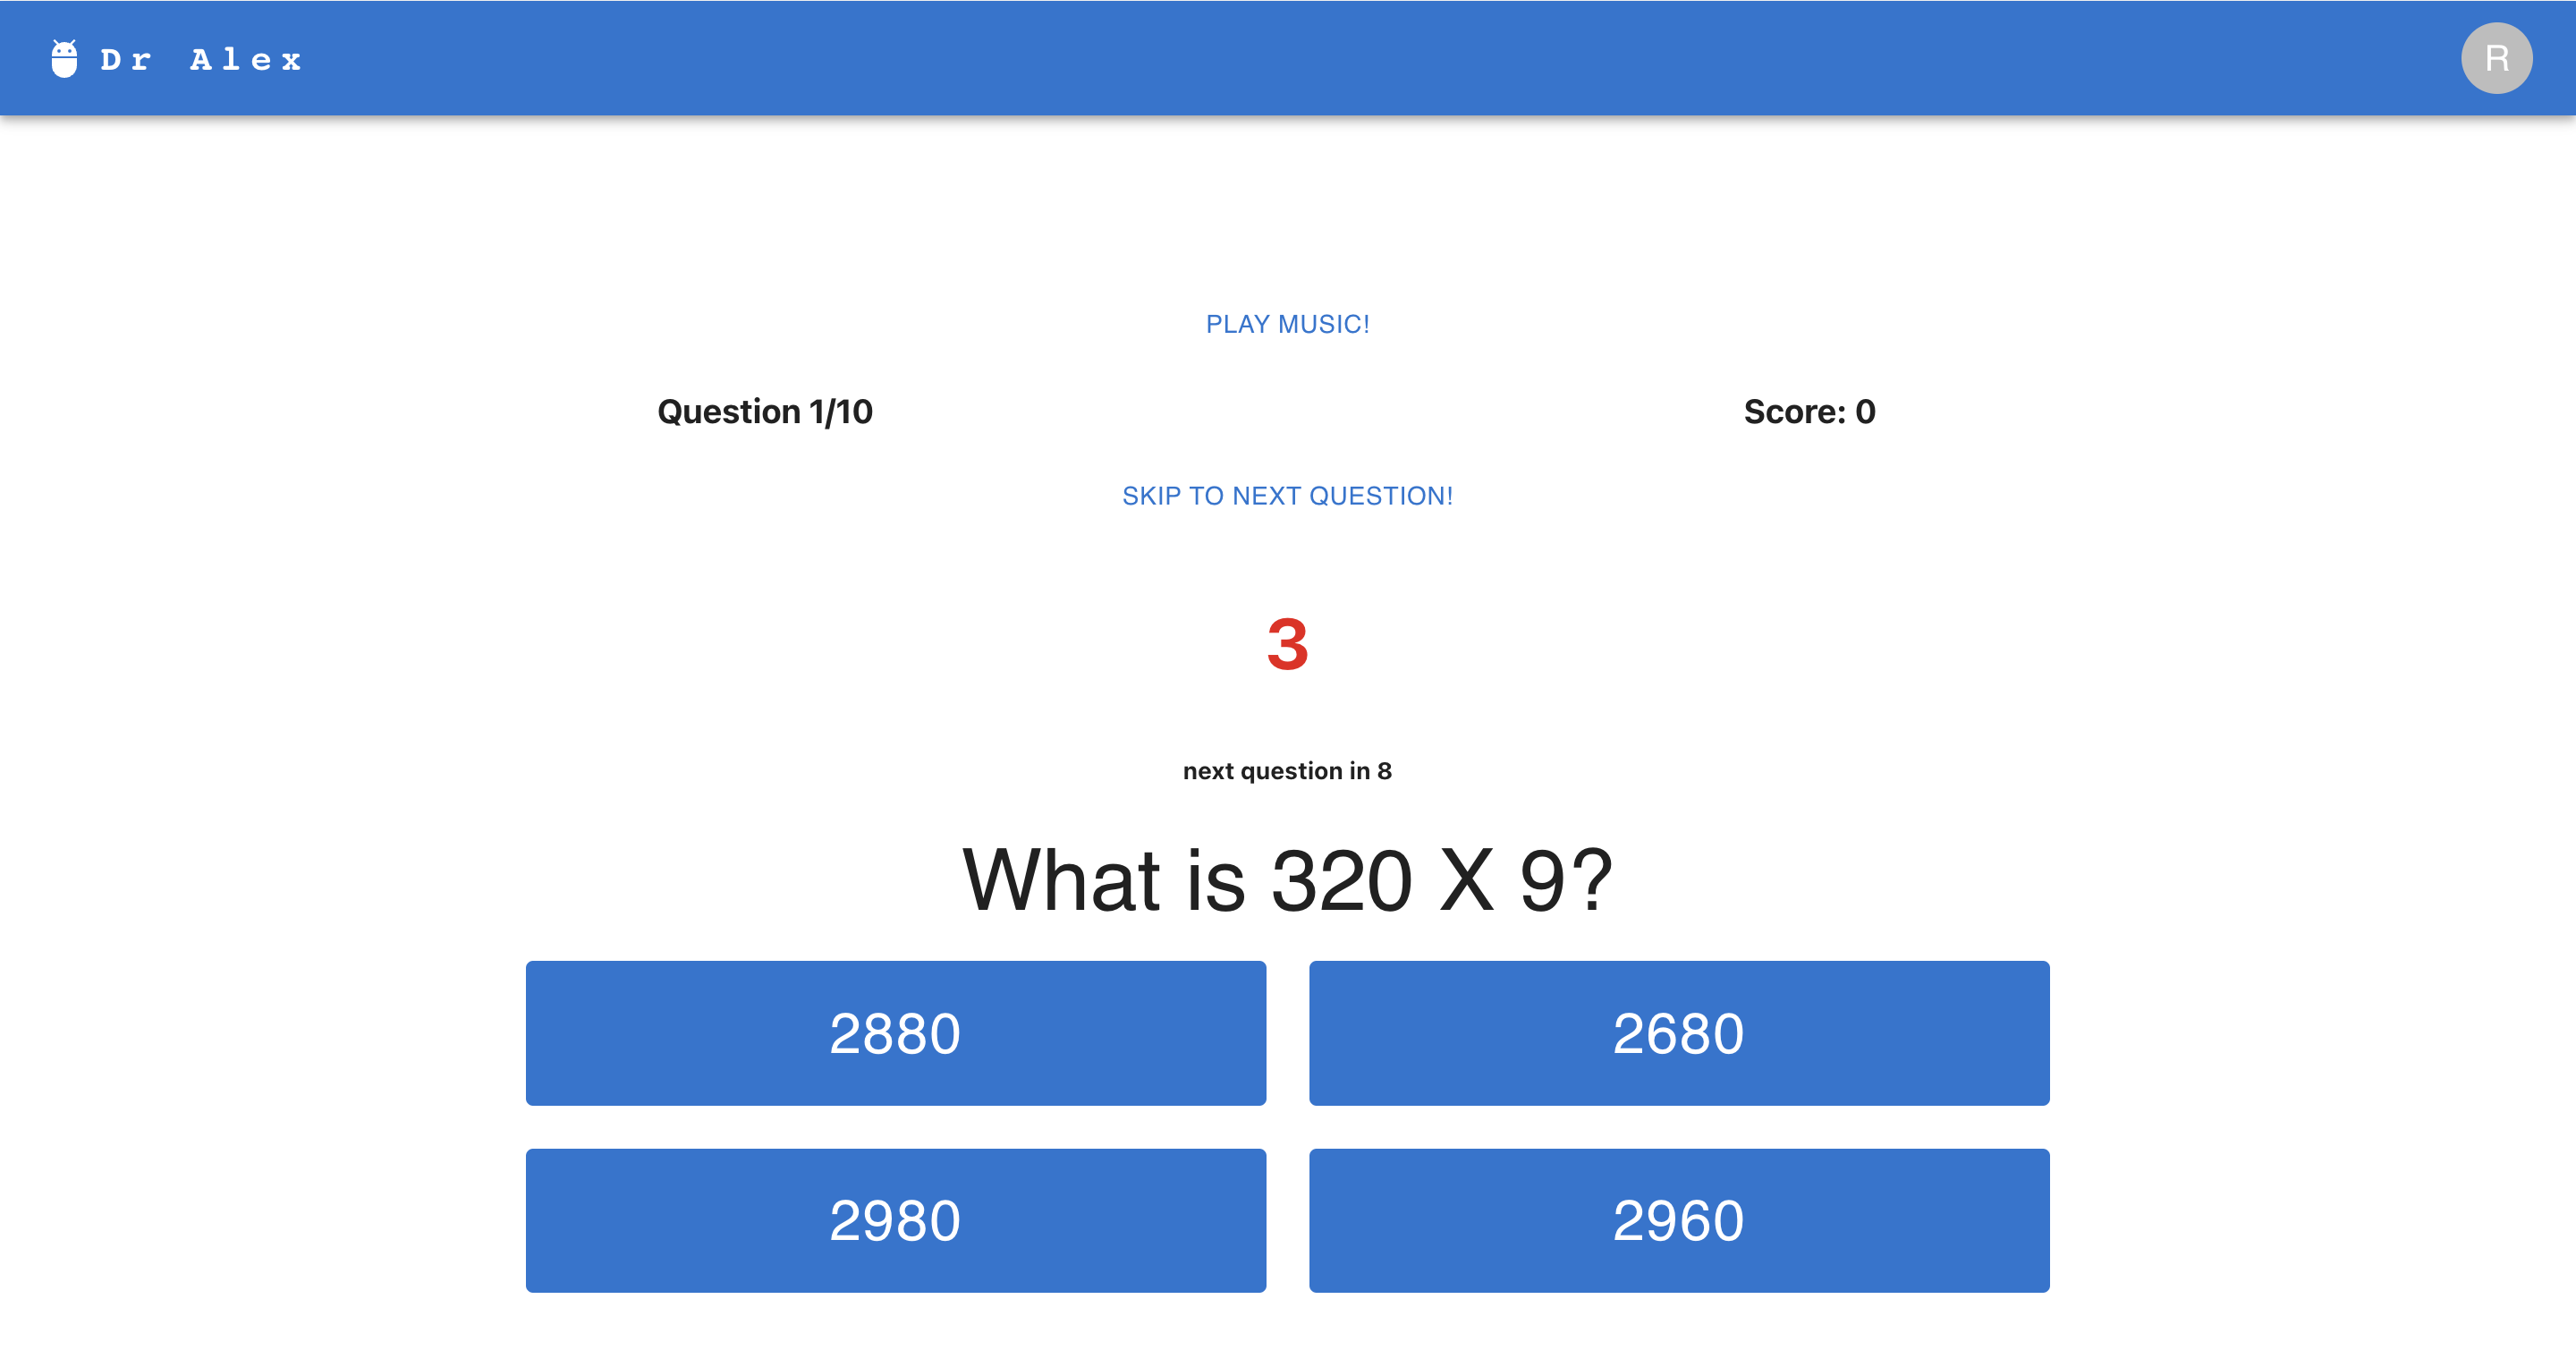 Dr Alex
R
PLAY MUSIC!
Question 1/10
Score: 0
SKIP TO NEXT QUESTION!
3
next question in 8
What is 320 X 9?
2880
2680
2980
2960